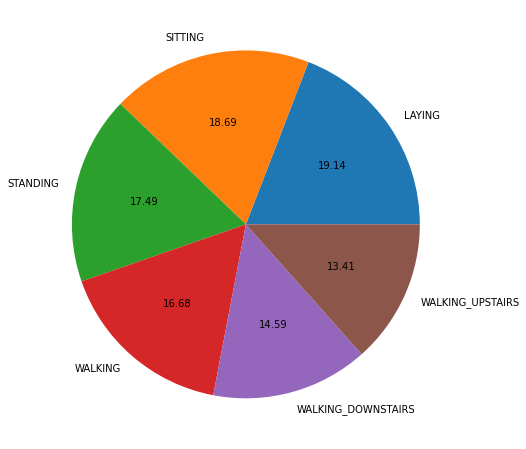 SITTING
LAYING
18.69
19.14
STANDING
17.49
13.41
WALKING_UPSTAIRS
16.68
14.59
WALKING
WALKING_DOWNSTAIRS